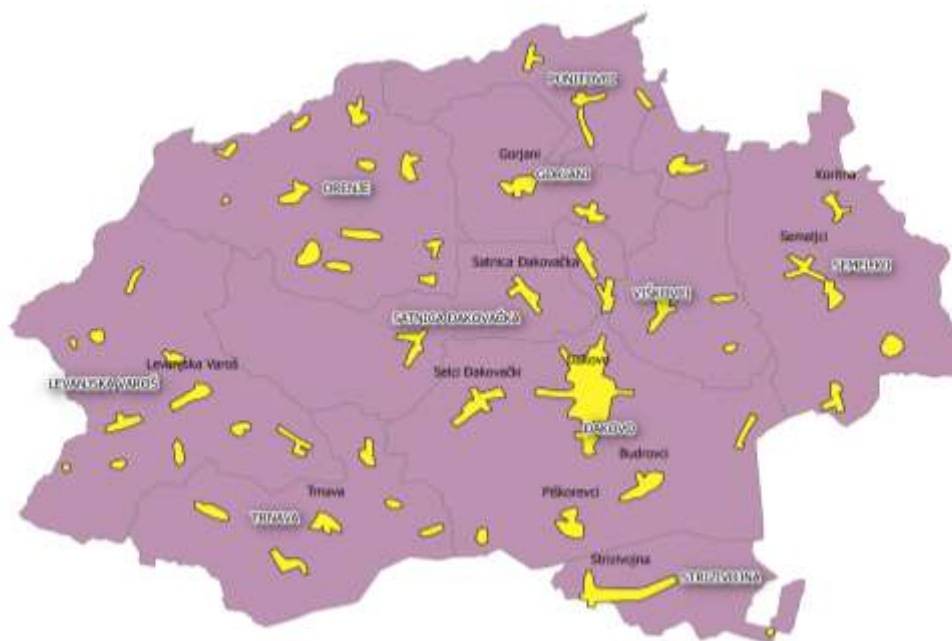 PUNITOVCI
Gorjani
GORJANI
DRENJE
Koritna
Semeljci
SEMELJCI
Satnica Đakovačka
VIŠKOVCI
SATNICA ĐAKOVAČKA
Đakovo
Levanjska Varoš
Selci Đakovački
LEVANJSKA VAROŠ
ĐAKOVO
Budrovci
Trnava
Piškorevci
TRNAVA
Strizivojna
STRIZIVOJNA